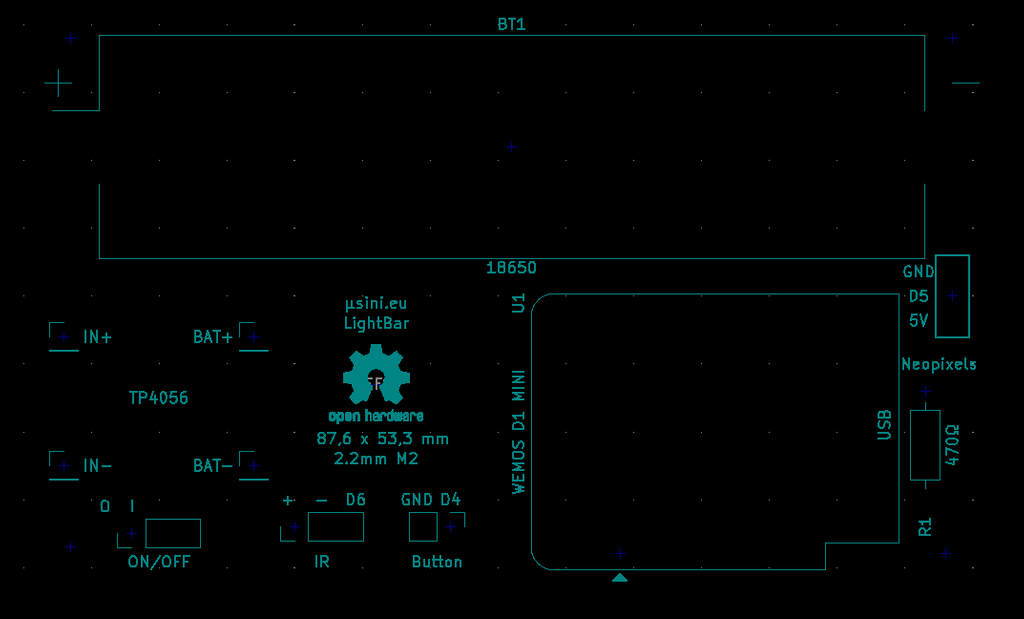 BT1
+ −
18650
GND
D5
5V
Neopixels
µsini.eu
LightBar
U1
IN+ BAT+
TP4056
IN- BAT-
open hardware
87,6 x 53,3 mm
2.2mm M2
WEMOS D1 MINI
USB
470Ω
R1
O I
ON/OFF
+ - D6
IR
GND D4
Button